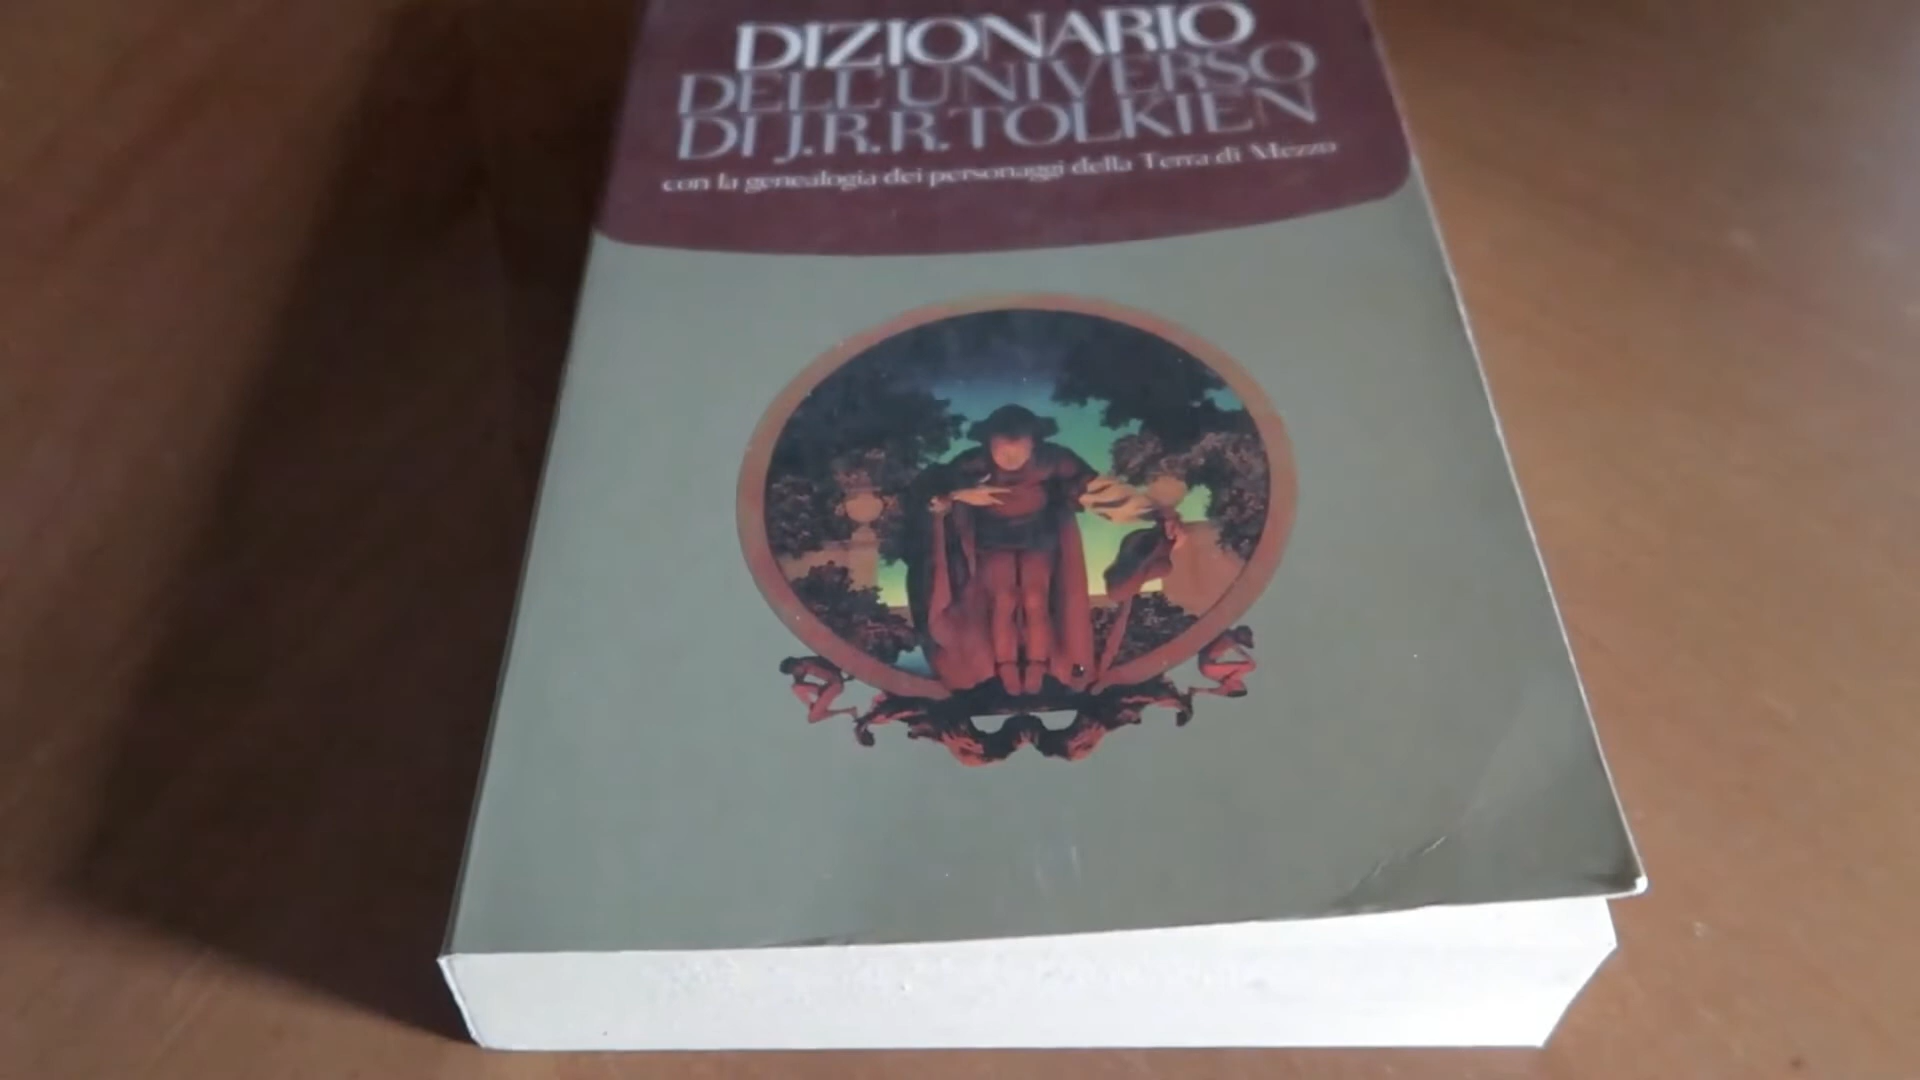 DIZIONARIO
DELL'UNIVERSO
DI J.R.R. TOLKIEN
con la genealogia dei personaggi della Terra di Mezzo